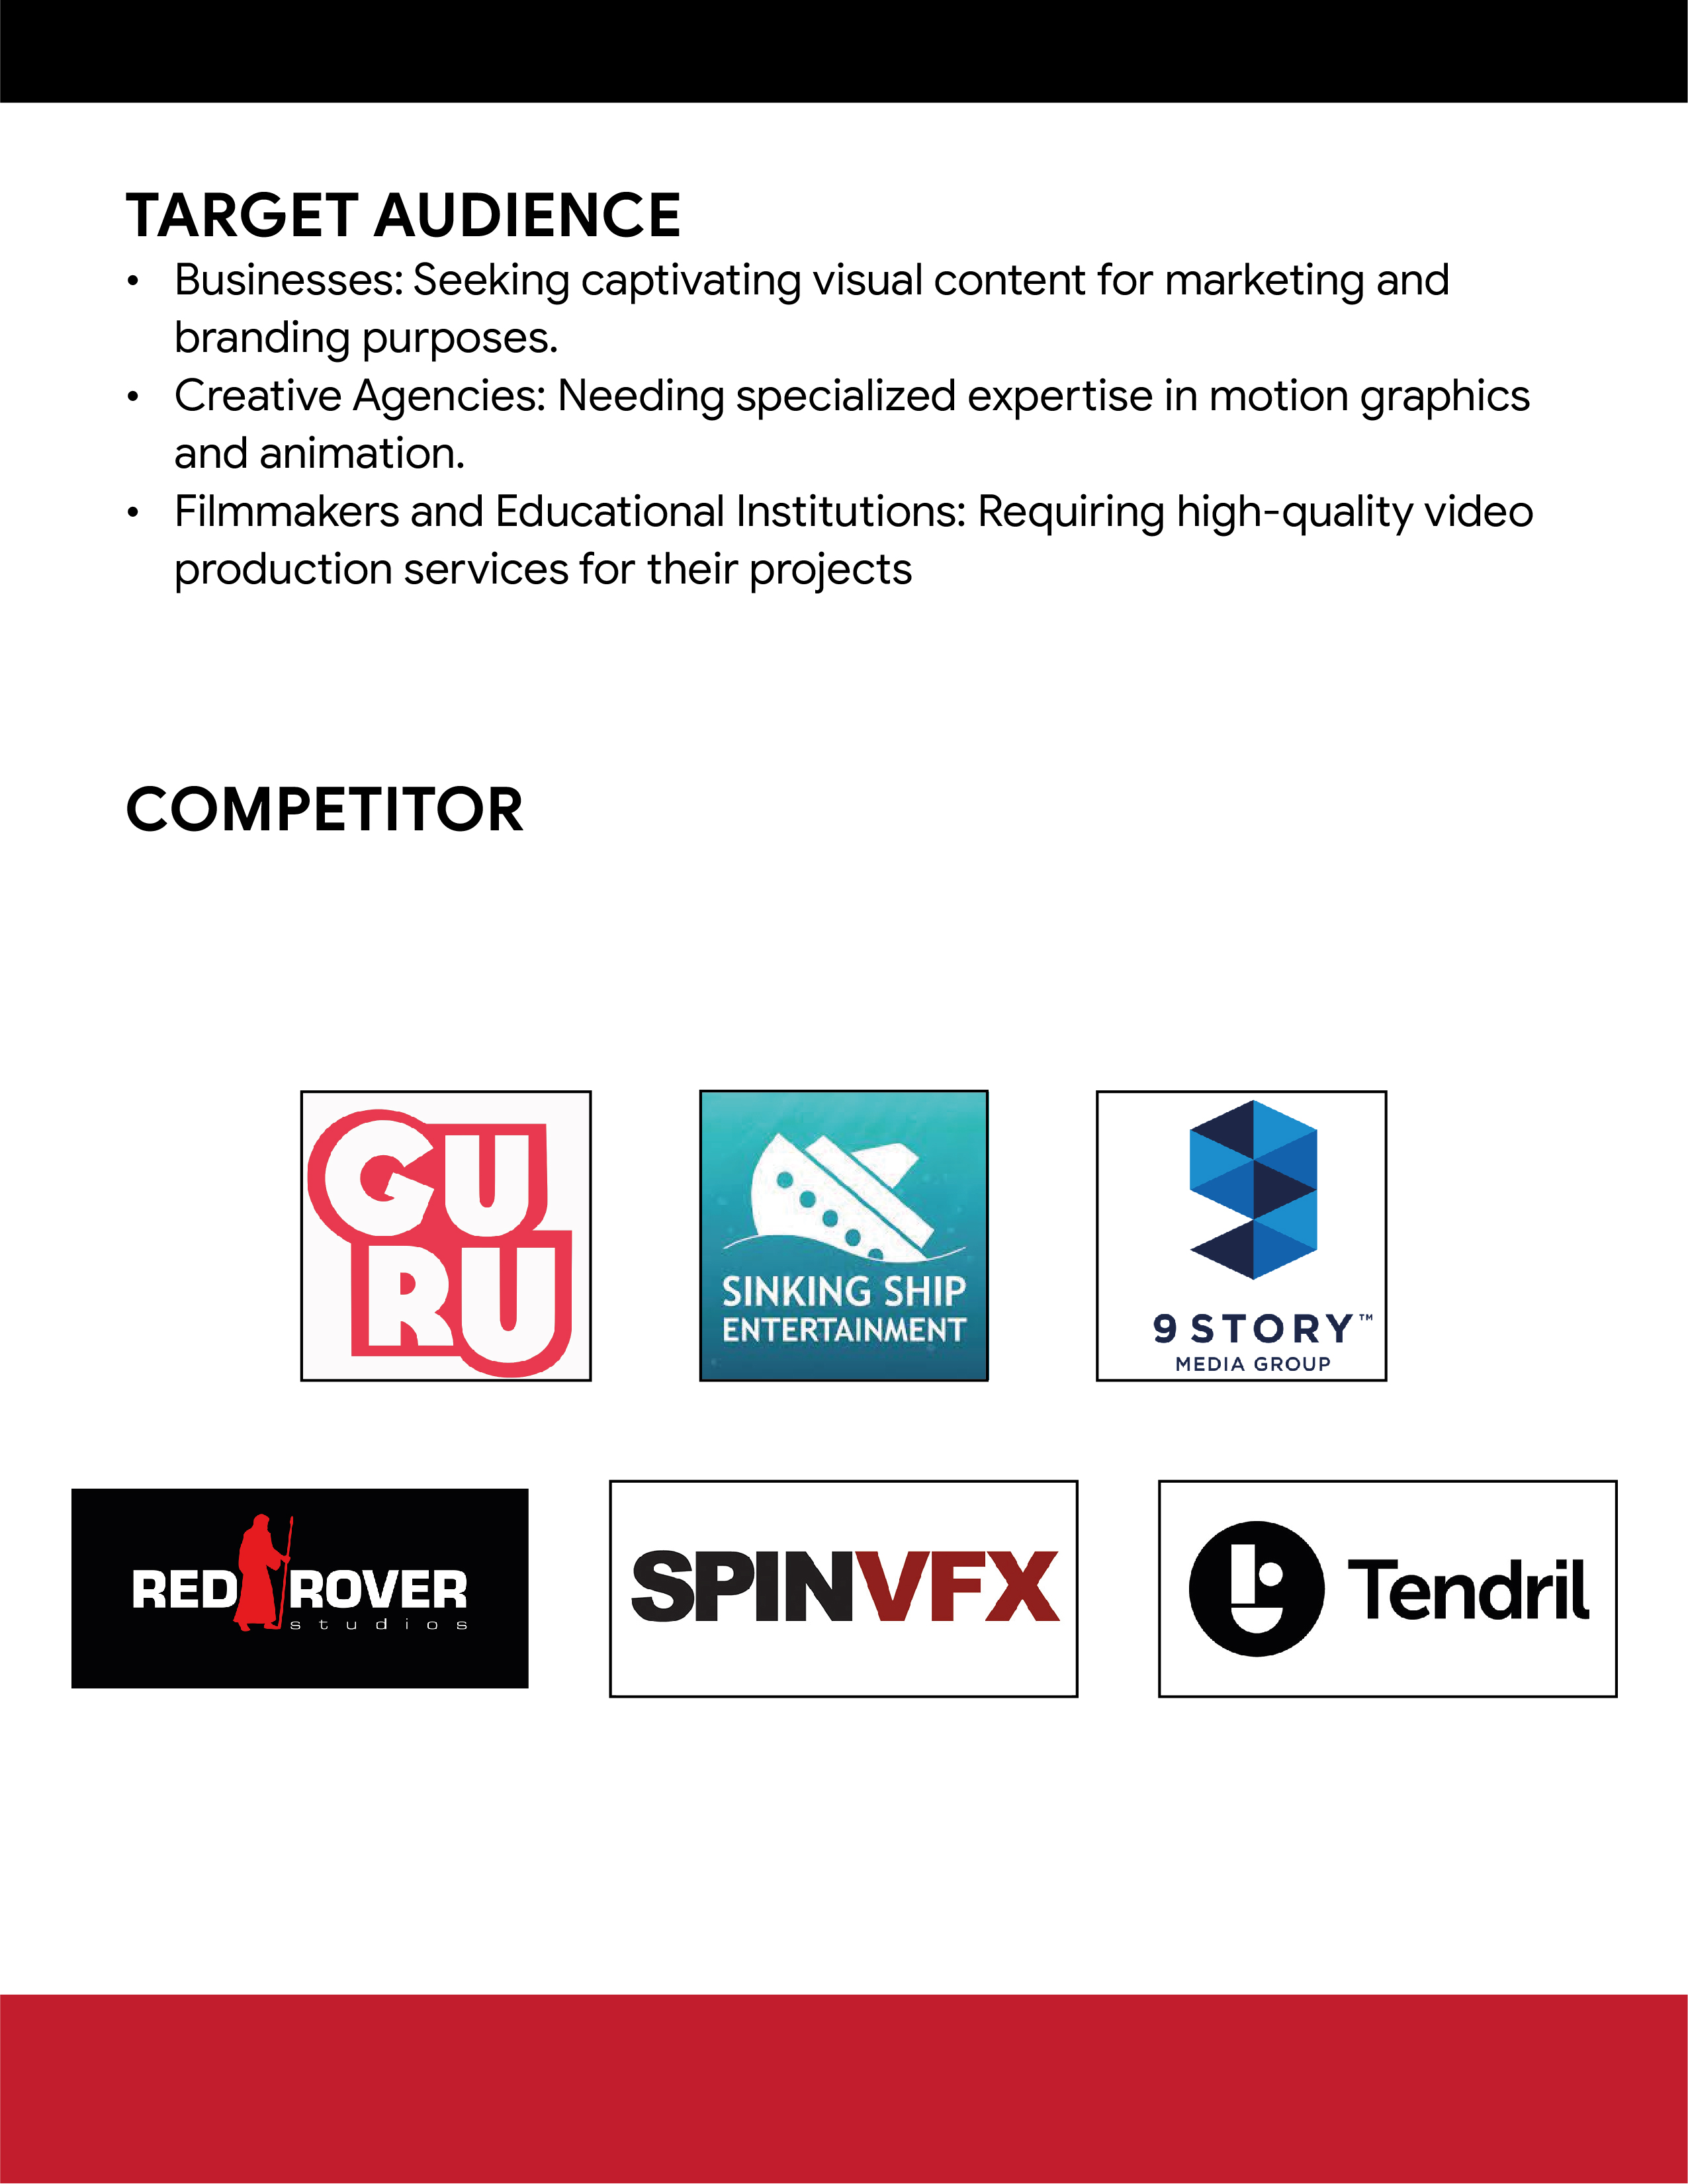 TARGET AUDIENCE
• Businesses: Seeking captivating visual content for marketing and
branding purposes.
• Creative Agencies: Needing specialized expertise in motion graphics
and animation.
• Filmmakers and Educational Institutions: Requiring high-quality video
production services for their projects
COMPETITOR
GU
RU
SINKING SHIP
ENTERTAINMENT
9 STORY™
MEDIA GROUP
RED ROVER
studios
SPINVFX
Tendril